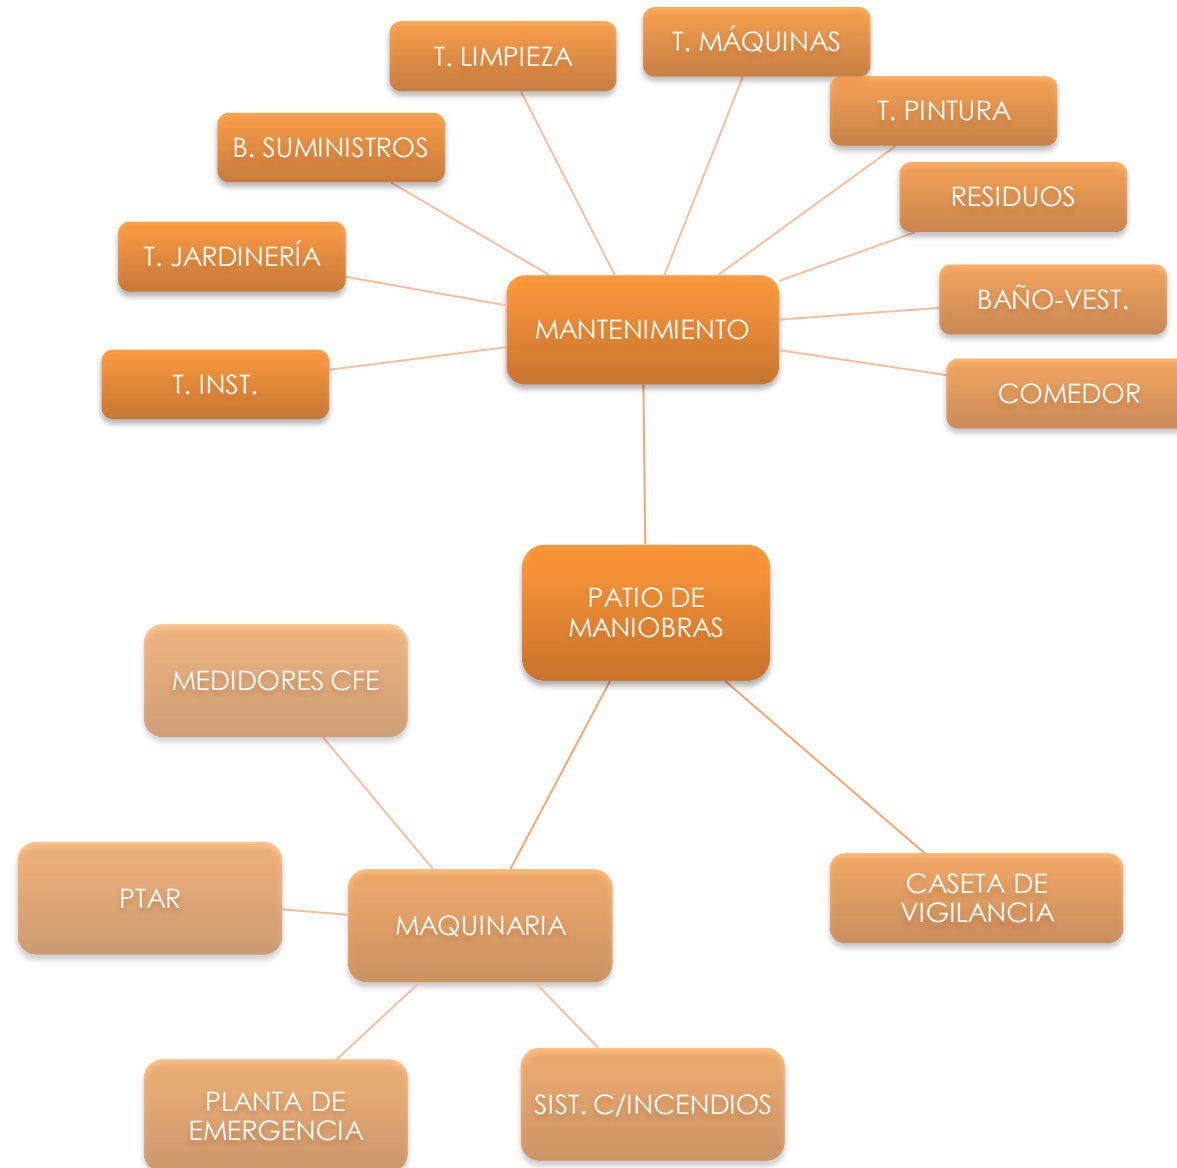 T. LIMPIEZA
T. MÁQUINAS
T. PINTURA
B. SUMINISTROS
RESIDUOS
T. JARDINERÍA
BAÑO-VEST.
MANTENIMIENTO
T. INST.
COMEDOR
PATIO DE
MANIOBRAS
MEDIDORES CFE
PTAR
MAQUINARIA
CASETA DE
VIGILANCIA
PLANTA DE
EMERGENCIA
SIST. C/INCENDIOS